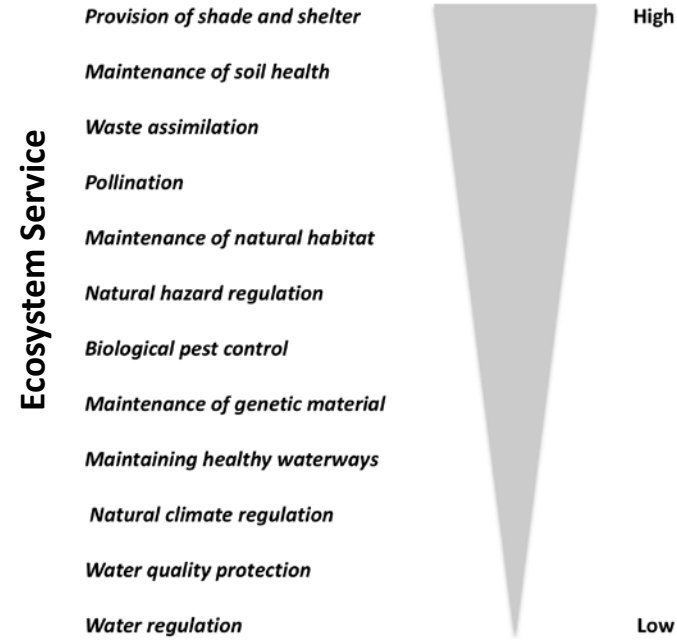 Ecosystem Service
Provision of shade and shelter
High
Maintenance of soil health
Waste assimilation
Pollination
Maintenance of natural habitat
Natural hazard regulation
Biological pest control
Maintenance of genetic material
Maintaining healthy waterways
Natural climate regulation
Water quality protection
Water regulation
Low